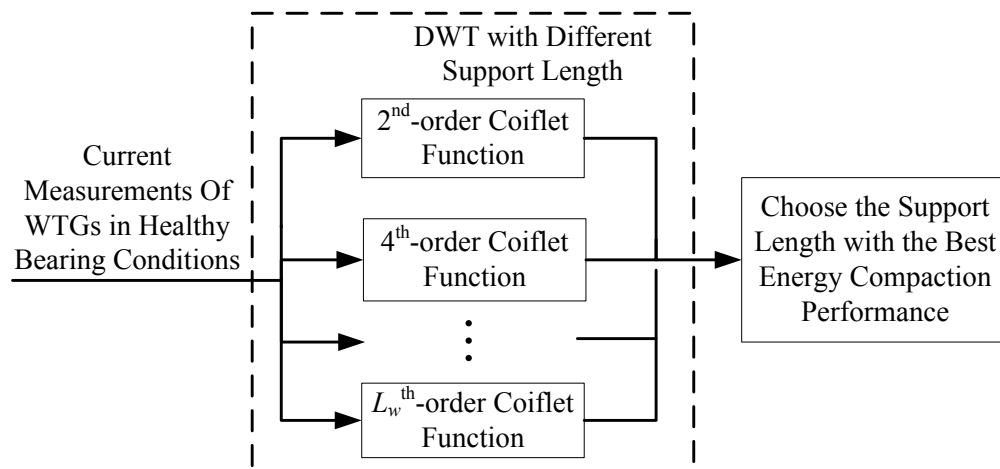 DWT with Different
Support Length
2nd-order Coiflet
Function
Current
Measurements Of
WTGs in Healthy
Bearing Conditions
4th-order Coiflet
Function
Lwth-order Coiflet
Function
Choose the Support
Length with the Best
Energy Compaction
Performance